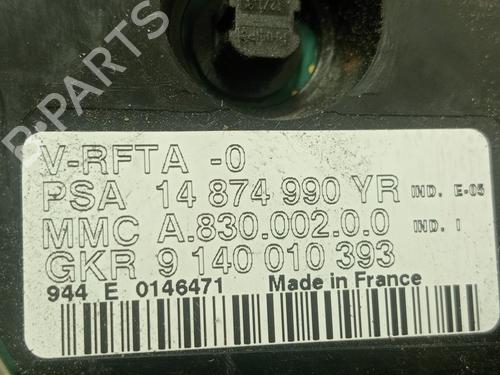 B-PARTS
V-RFTA -0
PSA 14 874 990 YR IND. E-05
MMC A.830.002.0.0 IND. I
GKR 9 140 010 393
944 E 0146471 Made in France